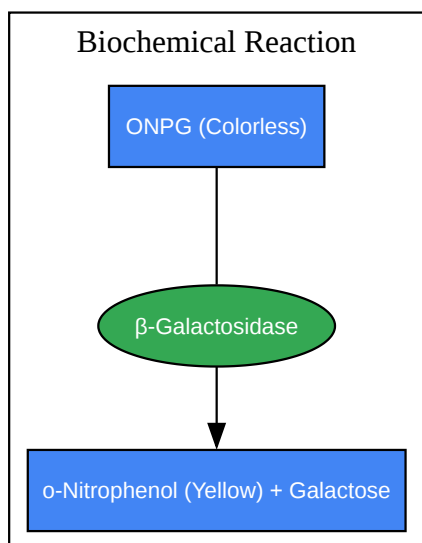 Biochemical Reaction
ONPG (Colorless)
β-Galactosidase
o-Nitrophenol (Yellow) + Galactose